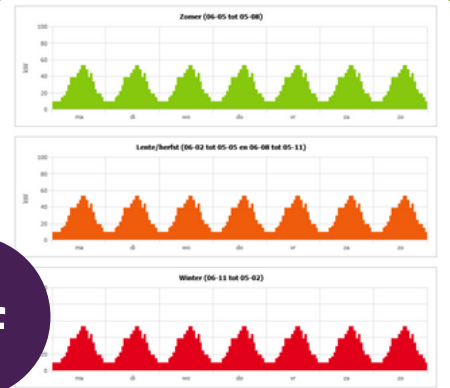 Zomer (06-05 tot 05-08)
100
80
60
40
20
0
kW
ma di wo do vr za zo
Lente/herfst (06-02 tot 05-05 en 06-08 tot 05-11)
100
80
60
40
20
0
kW
ma di wo do vr za zo
Winter (06-11 tot 05-02)
20
0
ma di wo do vr za zo